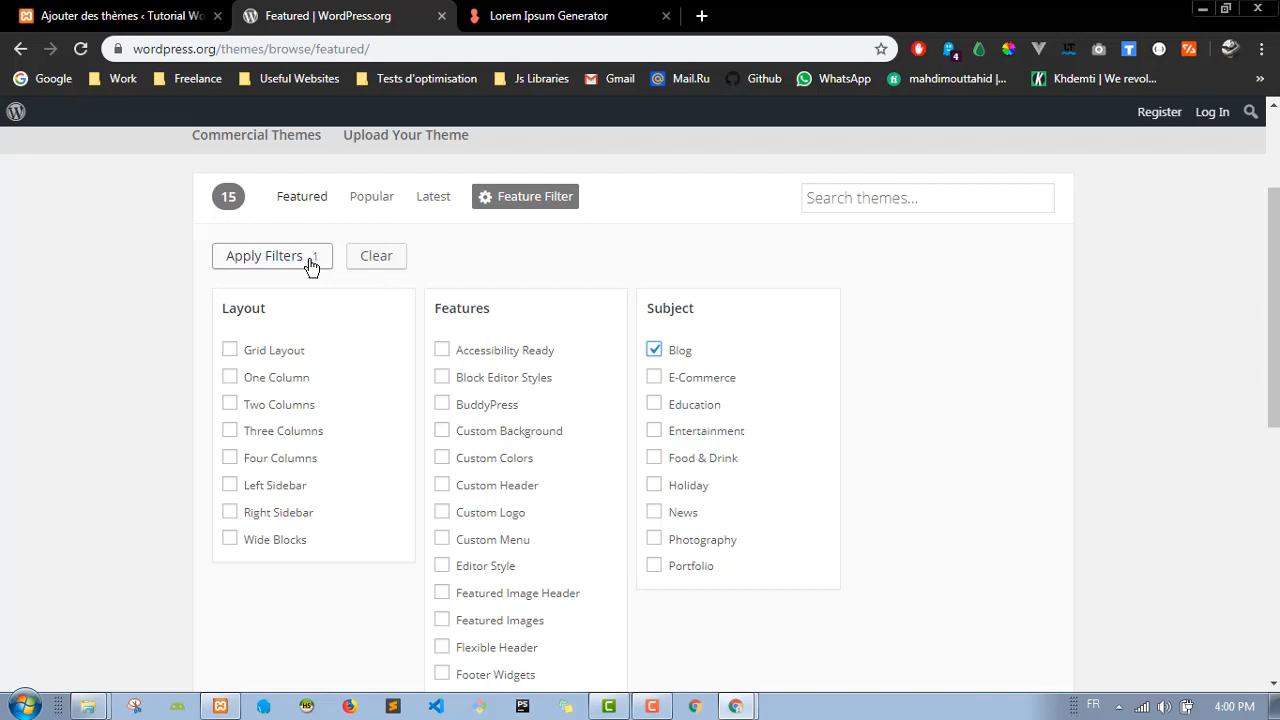 Ajouter des thèmes ‹ Tutorial Wo
Featured | WordPress.org
Lorem Ipsum Generator
wordpress.org/themes/browse/featured/
4
Google
Work
Freelance
Useful Websites
Tests d'optimisation
Js Libraries
Gmail
Mail.Ru
Github
WhatsApp
mahdimouttahid |...
Khdemti | We revol...
Register
Log In
Commercial Themes
Upload Your Theme
15
Featured
Popular
Latest
Feature Filter
Search themes...
Apply Filters 1
Clear
Layout
Grid Layout
One Column
Two Columns
Three Columns
Four Columns
Left Sidebar
Right Sidebar
Wide Blocks
Features
Accessibility Ready
Block Editor Styles
BuddyPress
Custom Background
Custom Colors
Custom Header
Custom Logo
Custom Menu
Editor Style
Featured Image Header
Featured Images
Flexible Header
Footer Widgets
Subject
Blog
E-Commerce
Education
Entertainment
Food & Drink
Holiday
News
Photography
Portfolio
FR
4:00 PM